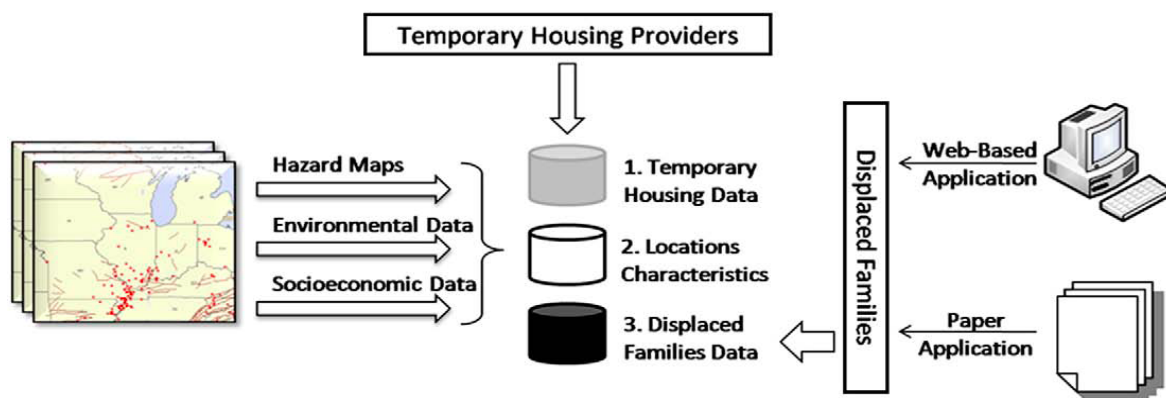 Temporary Housing Providers
Hazard Maps
Environmental Data
Socioeconomic Data
1. Temporary
Housing Data
2. Locations
Characteristics
3. Displaced
Families Data
Displaced Families
Web-Based
Application
Paper
Application